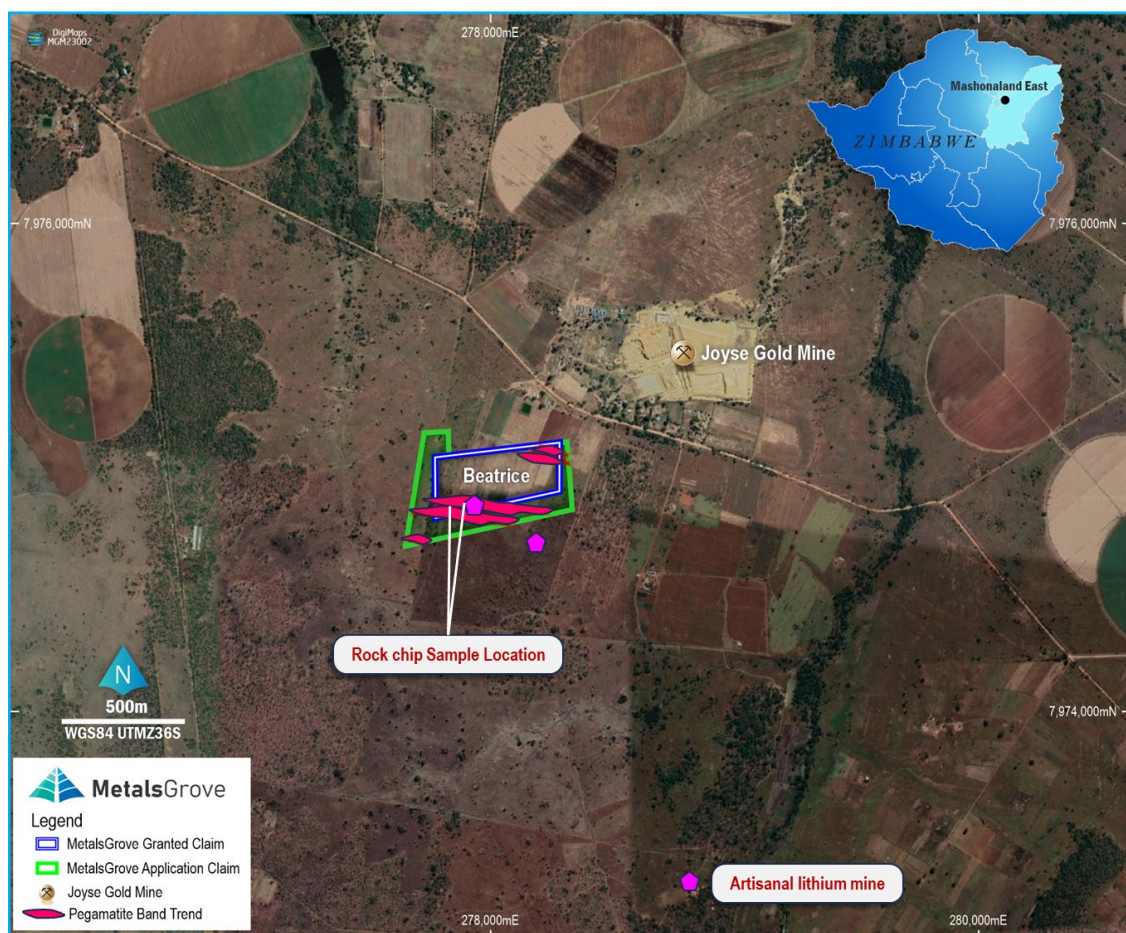 DigiMaps
MGM23002
278,000mE
Mashonaland East
ZIMBABWE
7,976,000mN
7,976,000mN
Joyse Gold Mine
Beatrice
Rock chip Sample Location
N
500m
WGS84 UTMZ36S
7,974,000mN
MetalsGrove
Legend
MetalsGrove Granted Claim
MetalsGrove Application Claim
Joyse Gold Mine
Pegamatite Band Trend
Artisanal lithium mine
278,000mE
280,000mE